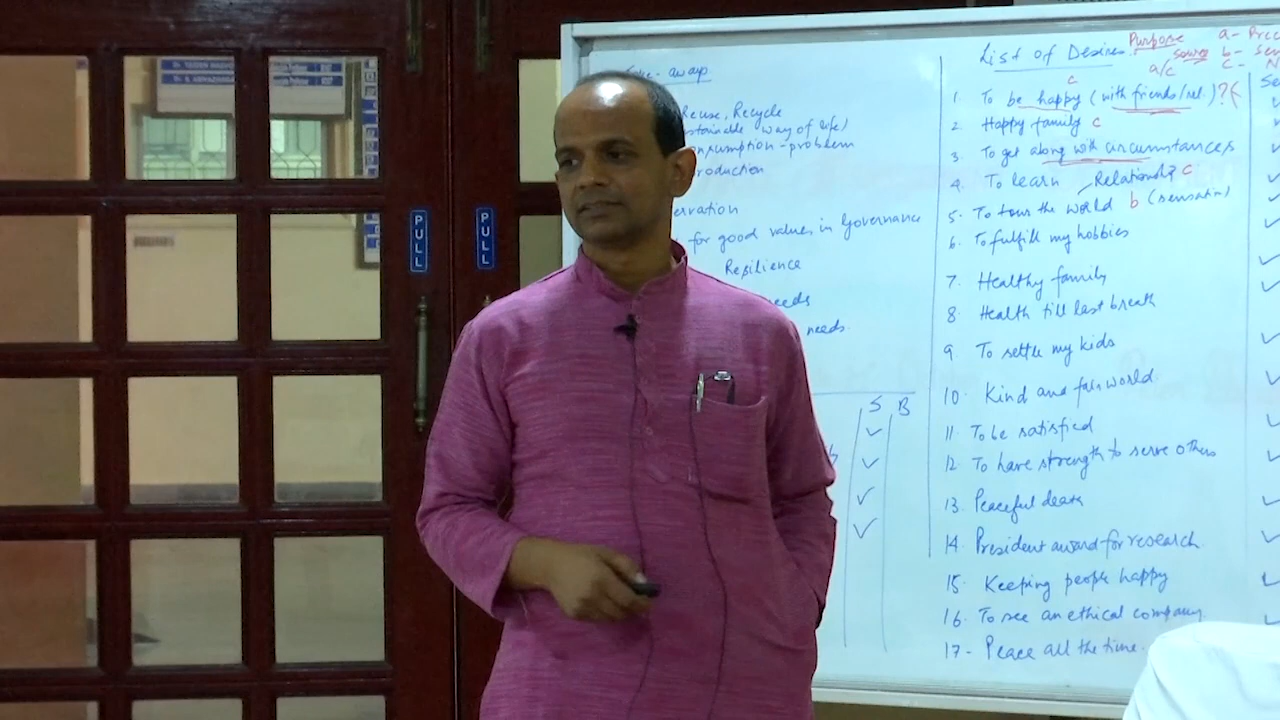 Take-aways
Reuse, Recycle
way of life)
- problem
for good values in Governance
Resilience
needs
needs.
S B
List of Desires
Purpose
a/c
Source
a-
b-
c-
c
1. To be happy (with friends/rel.)?
2. Happy family c
3. To get along with circumstances
4. To learn Relationship c
5. To tour the world b (sensation)
6. To fulfill my hobbies
7. Healthy family
8. Health till last breath
9 To settle my kids
10. Kind and fair world
11. To be satisfied
12. To have strength to serve others
13. Peaceful death
14. President award for research
15. Keeping people happy
16. To see an ethical company
17- Peace all the time.
PULL
PULL